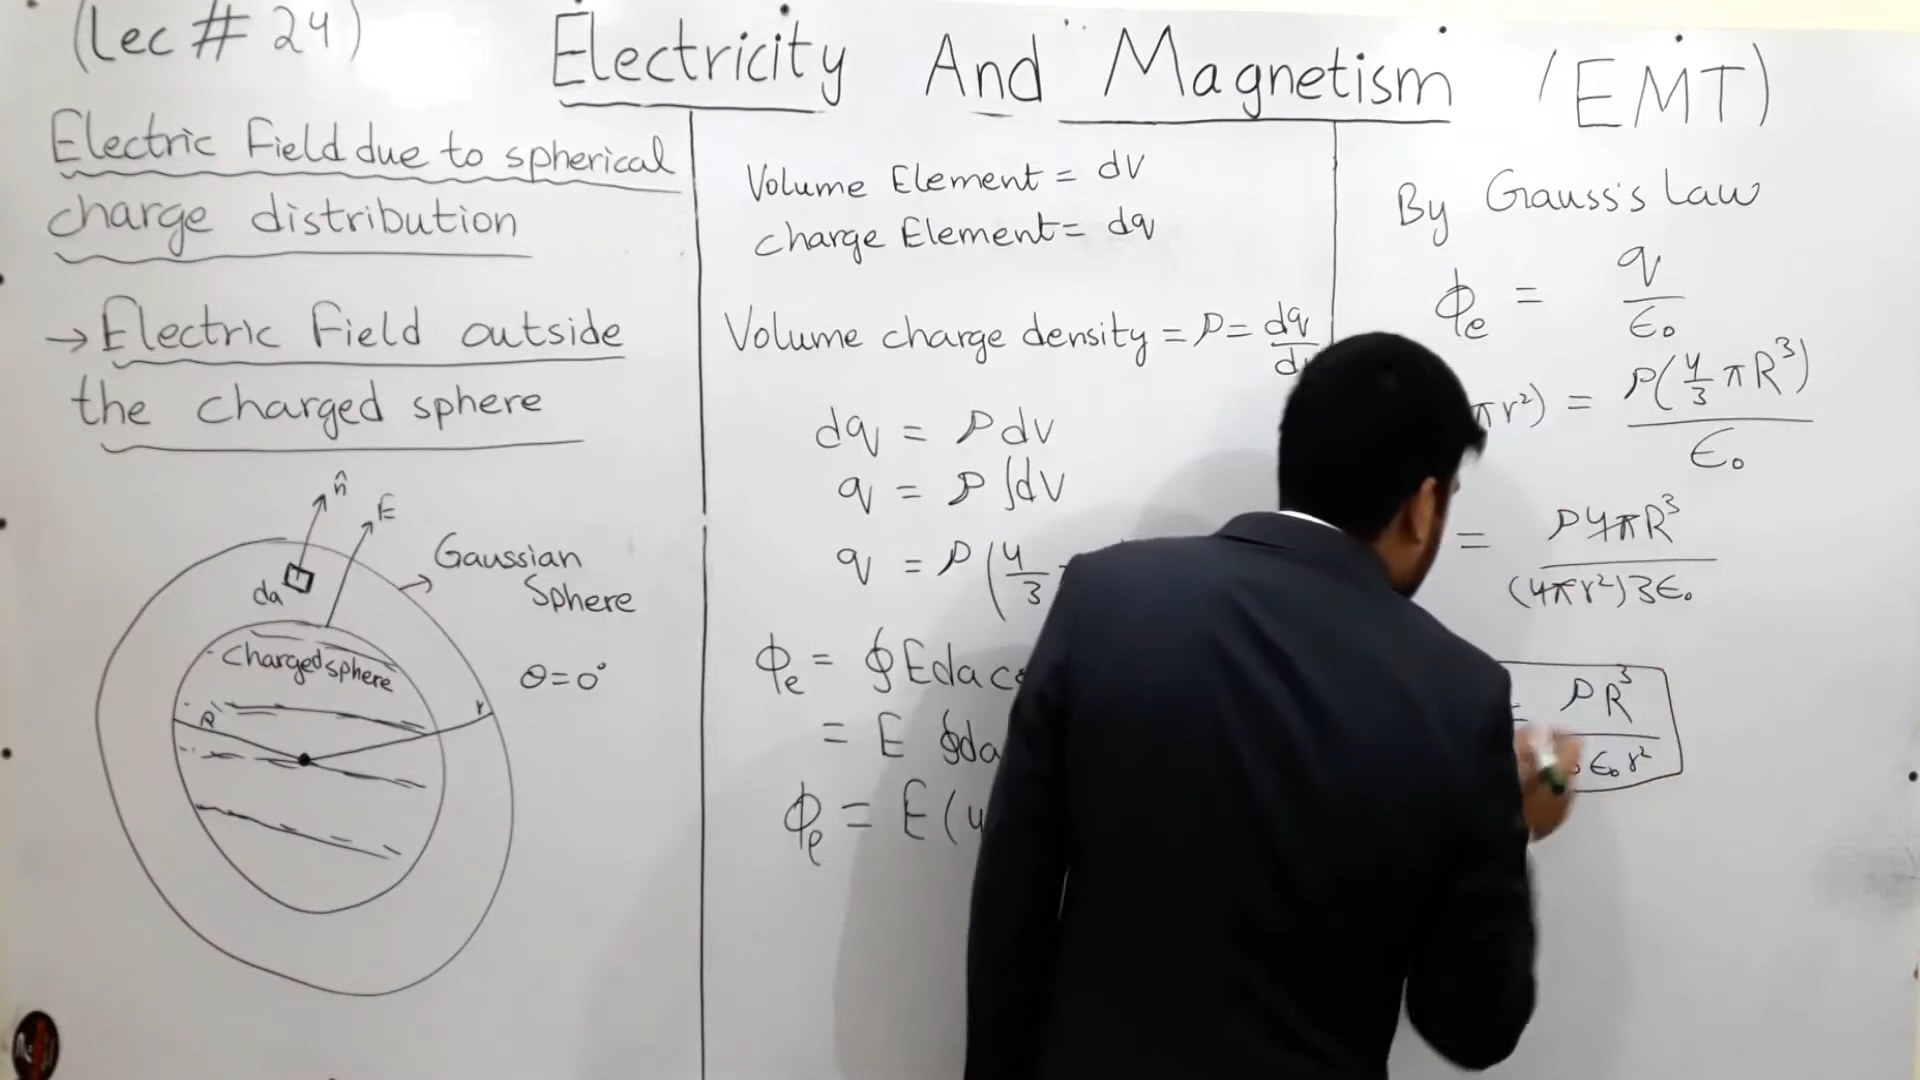 (Lec # 24)
Electricity And Magnetism (EMT)
Electric Field due to spherical
charge distribution
→ Electric Field outside
the charged sphere
n̂
E
da
Gaussian
Sphere
Charged sphere
θ = 0°
R
r
Volume Element = dV
charge Element = dq
Volume charge density = ρ = dq/d
dq = ρ dV
q = ρ ∫dV
q = ρ (4/3
ϕe = ∮ E da c
= E ∮ da
ϕe = E (4
By Gauss's Law
ϕe = q/ε₀
πr²) = ρ(4/3 πR³)/ε₀
= ρ4πR³/(4πr²)3ε₀
= ρR³/ε₀r²